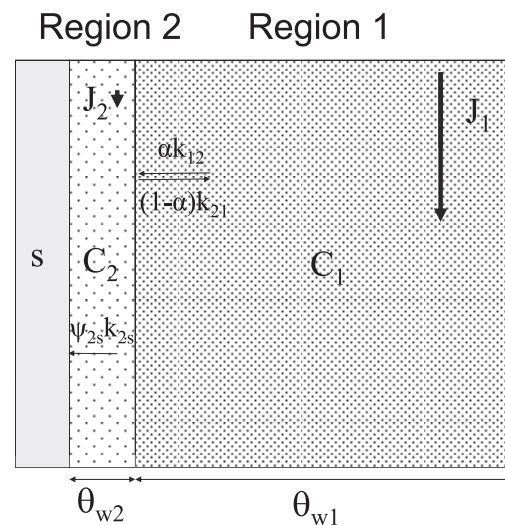 Region 2 Region 1
J₂ J₁
αk₁₂
(1-α)k₂₁
s C₂ C₁
ψ₂ₛk₂ₛ
θw2 θw1